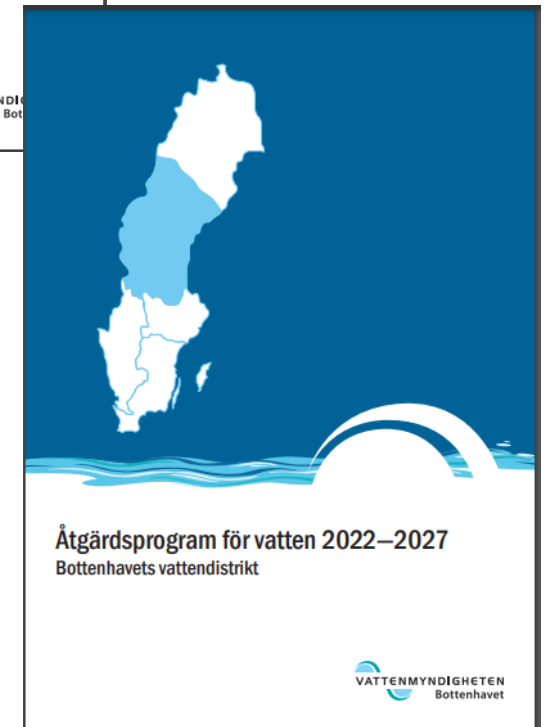 Åtgärdsprogram för vatten 2022–2027
Bottenhavets vattendistrikt
VATTENMYNDIGHETEN
Bottenhavet